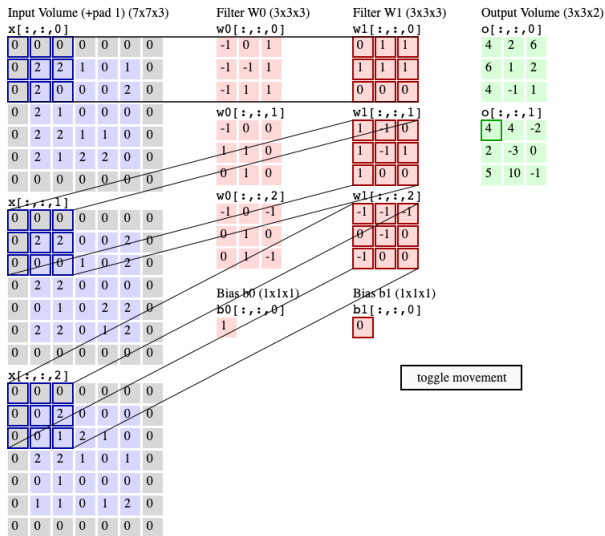 Input Volume (+pad 1) (7x7x3)
x[:,:,0]
0 0 0 0 0 0 0
0 2 2 1 0 1 0
0 2 0 0 0 2 0
0 2 1 0 0 0 0
0 2 2 1 1 0 0
0 2 1 2 2 0 0
0 0 0 0 0 0 0
x[:,:,1]
0 0 0 0 0 0 0
0 2 2 0 0 2 0
0 0 0 1 0 2 0
0 2 2 0 0 0 0
0 0 1 0 2 2 0
0 2 2 0 1 2 0
0 0 0 0 0 0 0
x[:,:,2]
0 0 0 0 0 0 0
0 0 2 0 0 0 0
0 0 1 2 1 0 0
0 2 2 1 0 1 0
0 0 1 0 0 0 0
0 1 1 0 1 2 0
0 0 0 0 0 0 0
Filter W0 (3x3x3)
w0[:,:,0]
-1 0 1
-1 -1 1
-1 1 1
w0[:,:,1]
-1 0 0
1 1 0
0 1 0
w0[:,:,2]
-1 0 -1
0 1 0
0 1 -1
Bias b0 (1x1x1)
b0[:,:,0]
1
Filter W1 (3x3x3)
w1[:,:,0]
0 1 1
1 1 1
0 0 0
w1[:,:,1]
1 -1 0
1 -1 1
1 0 0
w1[:,:,2]
-1 -1 -1
0 -1 0
-1 0 0
Bias b1 (1x1x1)
b1[:,:,0]
0
Output Volume (3x3x2)
o[:,:,0]
4 2 6
6 1 2
4 -1 1
o[:,:,1]
4 4 -2
2 -3 0
5 10 -1
toggle movement